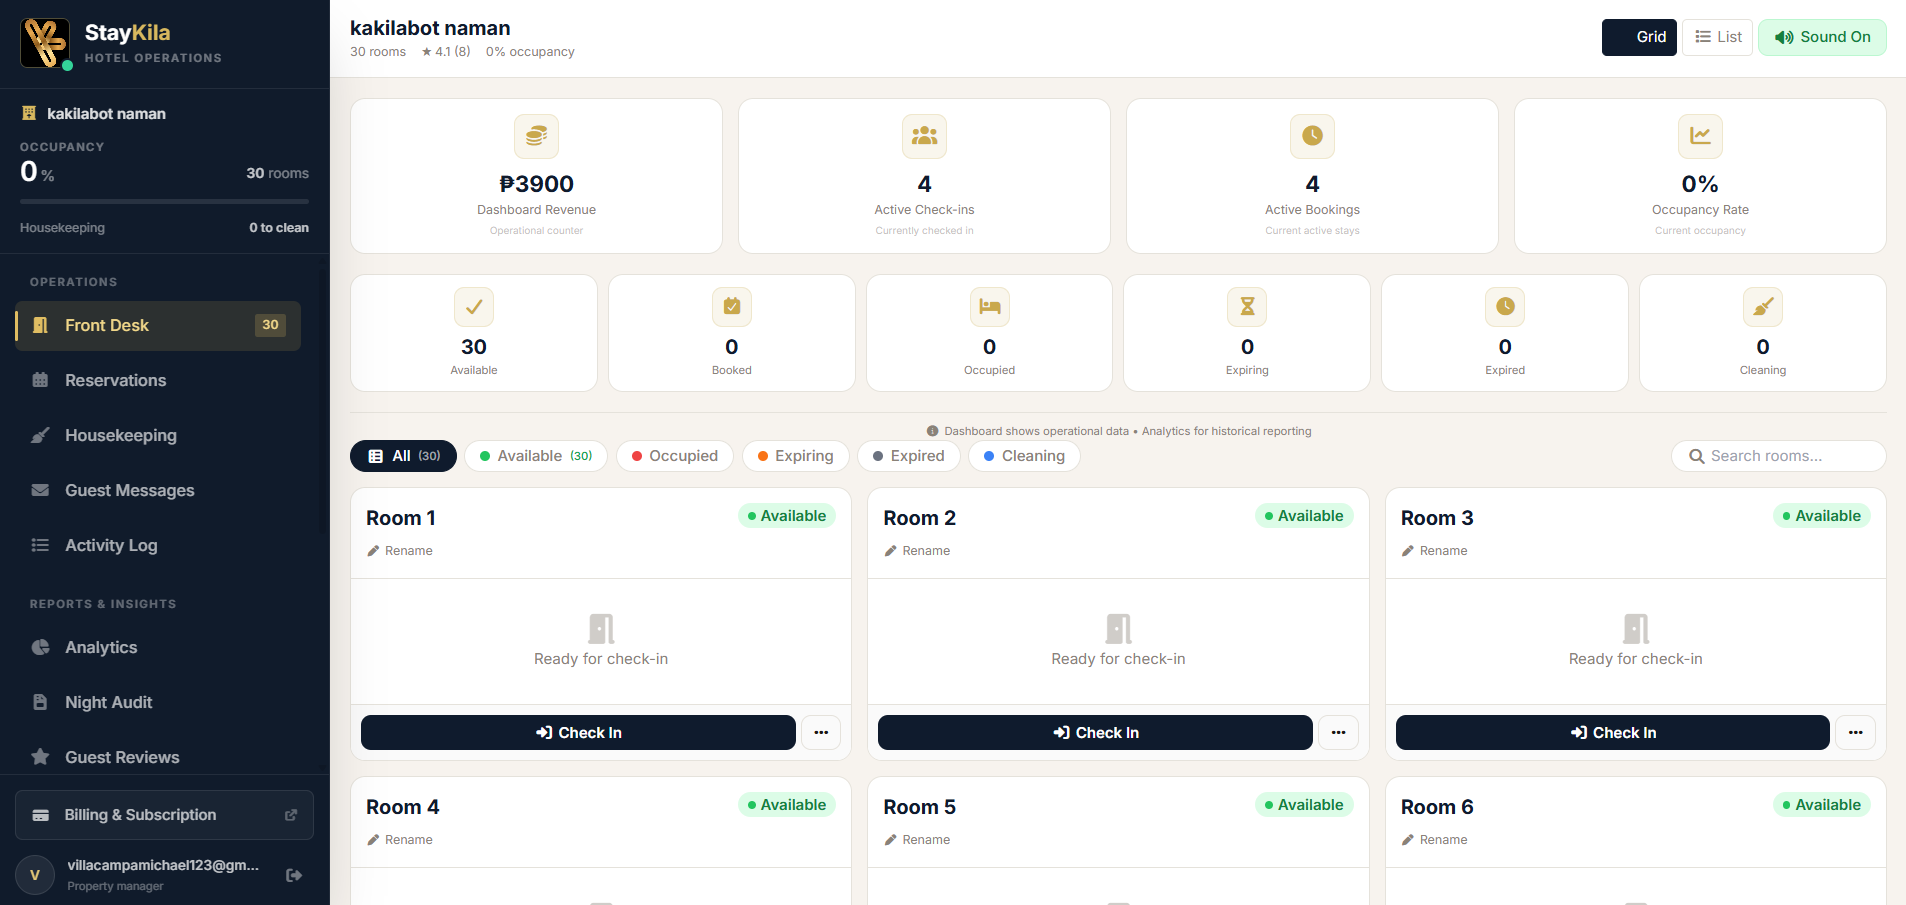 StayKila
HOTEL OPERATIONS
kakilabot naman
OCCUPANCY
0 %
30 rooms
Housekeeping
0 to clean
OPERATIONS
Front Desk
30
Reservations
Housekeeping
Guest Messages
Activity Log
REPORTS & INSIGHTS
Analytics
Night Audit
Guest Reviews
Billing & Subscription
V
villacampamichael123@gm...
Property manager
kakilabot naman
30 rooms ★ 4.1 (8) 0% occupancy
Grid
List
Sound On
₱3900
Dashboard Revenue
Operational counter
4
Active Check-ins
Currently checked in
4
Active Bookings
Current active stays
0%
Occupancy Rate
Current occupancy
30
Available
0
Booked
0
Occupied
0
Expiring
0
Expired
0
Cleaning
Dashboard shows operational data • Analytics for historical reporting
All (30)
Available (30)
Occupied
Expiring
Expired
Cleaning
Search rooms...
Room 1
Available
Rename
Ready for check-in
Check In
Room 2
Available
Rename
Ready for check-in
Check In
Room 3
Available
Rename
Ready for check-in
Check In
Room 4
Available
Rename
Room 5
Available
Rename
Room 6
Available
Rename